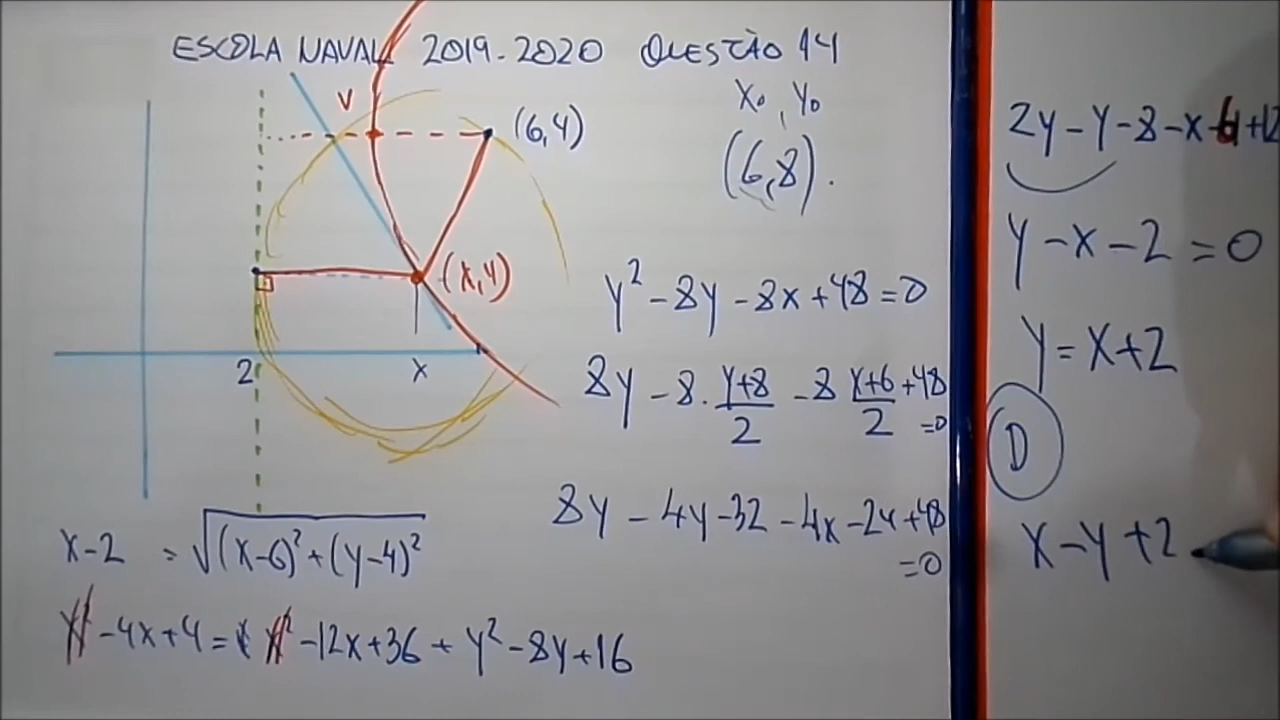 ESCOLA NAVAL 2019-2020 QUESTÃO 14
V
(6,4)
(x,y)
2
x
x-2 = √(x-6)²+(y-4)²
x²-4x+4= x²-12x+36+y²-8y+16
x₀, y₀
(6,8).
y²-8y-8x+48=0
8y-8·(y+8)/2-8(x+6)/2+48=0
8y-4y-32-4x-24+48=0
2y-y-8-x-6+12
y-x-2=0
y=x+2
D
x-y+2